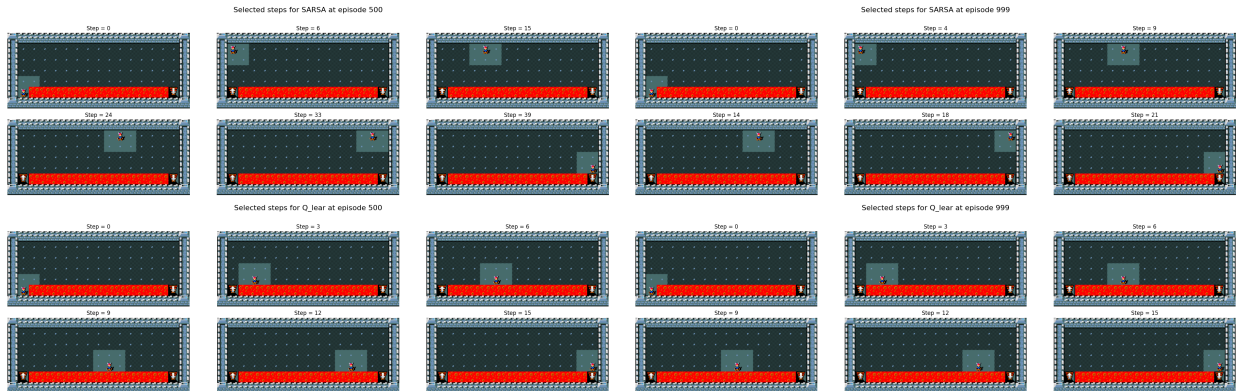 Selected steps for SARSA at episode 500
Step = 0
Step = 6
Step = 15
Step = 24
Step = 33
Step = 39
Selected steps for SARSA at episode 999
Step = 0
Step = 4
Step = 9
Step = 14
Step = 18
Step = 21
Selected steps for Q_lear at episode 500
Step = 0
Step = 3
Step = 6
Step = 9
Step = 12
Step = 15
Selected steps for Q_lear at episode 999
Step = 0
Step = 3
Step = 6
Step = 9
Step = 12
Step = 15